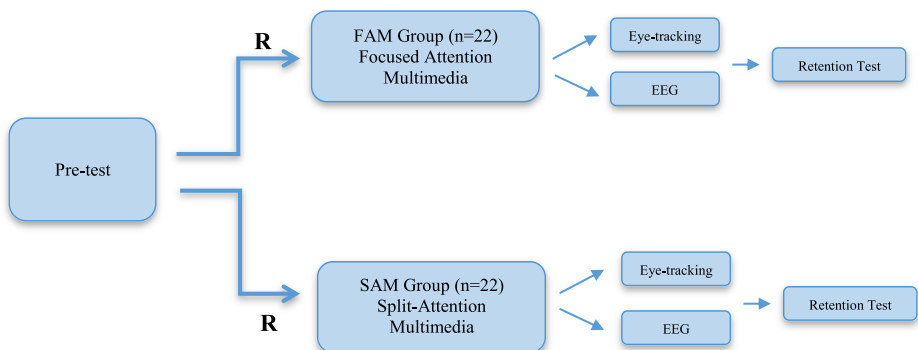 Pre-test
R
FAM Group (n=22)
Focused Attention
Multimedia
Eye-tracking
EEG
Retention Test
R
SAM Group (n=22)
Split-Attention
Multimedia
Eye-tracking
EEG
Retention Test